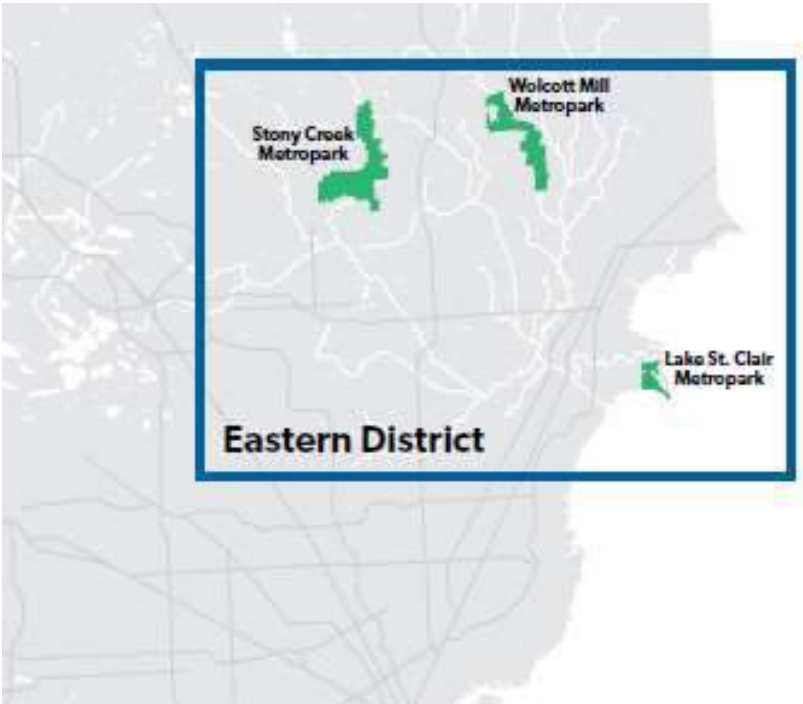 Wolcott Mill
Metropark
Stony Creek
Metropark
Lake St. Clair
Metropark
Eastern District